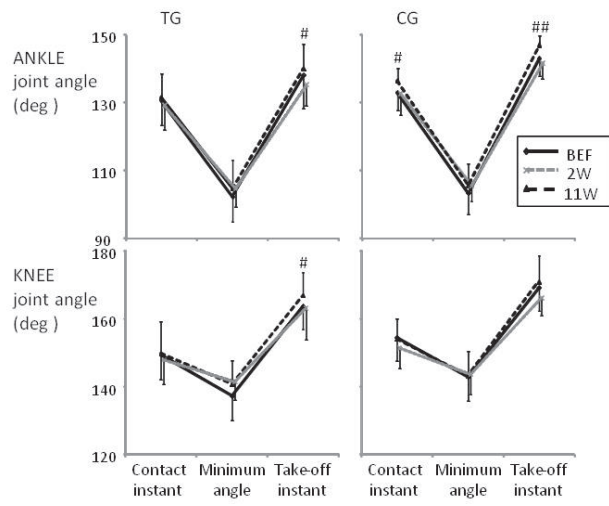 TG
CG
ANKLE
joint angle
(deg )
150
130
110
90
#
#
##
BEF
2W
11W
KNEE
joint angle
(deg )
180
160
140
120
#
Contact
instant
Minimum
angle
Take-off
instant
Contact
instant
Minimum
angle
Take-off
instant